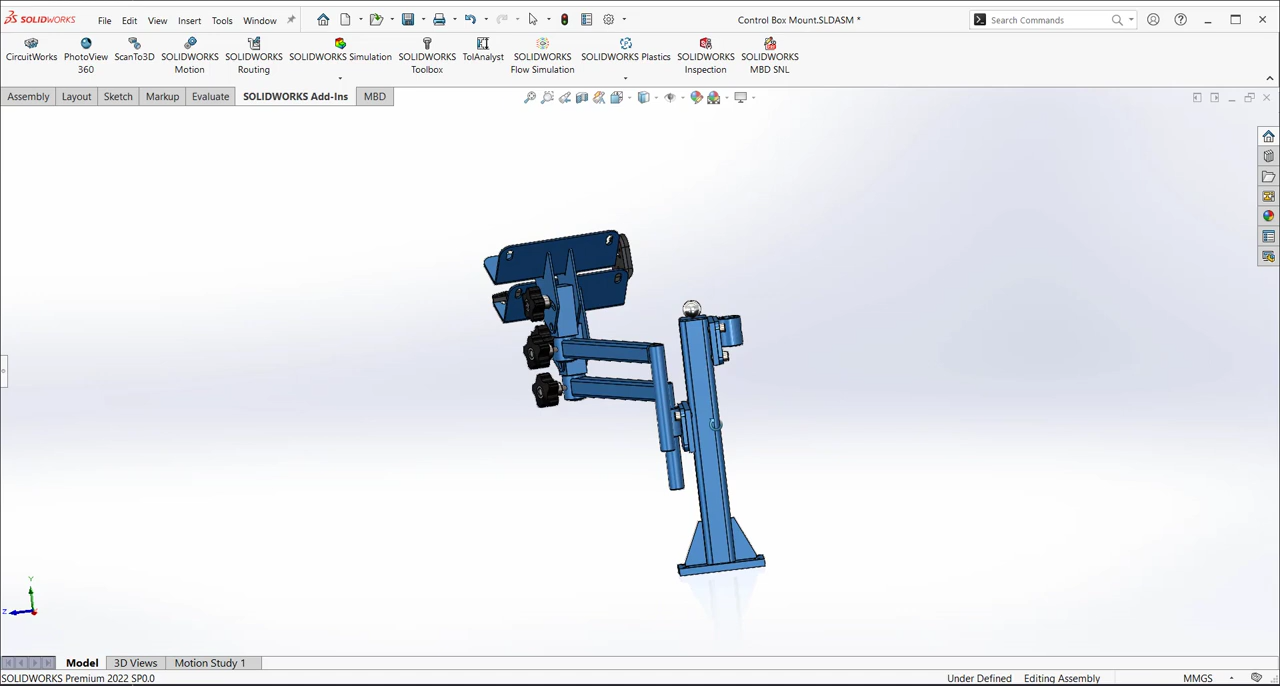 SOLIDWORKS File Edit View Insert Tools Window Control Box Mount.SLDASM * Search Commands
CircuitWorks PhotoView 360 ScanTo3D SOLIDWORKS Motion SOLIDWORKS Routing SOLIDWORKS Simulation SOLIDWORKS Toolbox TolAnalyst SOLIDWORKS Flow Simulation SOLIDWORKS Plastics SOLIDWORKS Inspection SOLIDWORKS MBD SNL
Assembly Layout Sketch Markup Evaluate SOLIDWORKS Add-Ins MBD
Y
Z
Model 3D Views Motion Study 1
SOLIDWORKS Premium 2022 SP0.0 Under Defined Editing Assembly MMGS